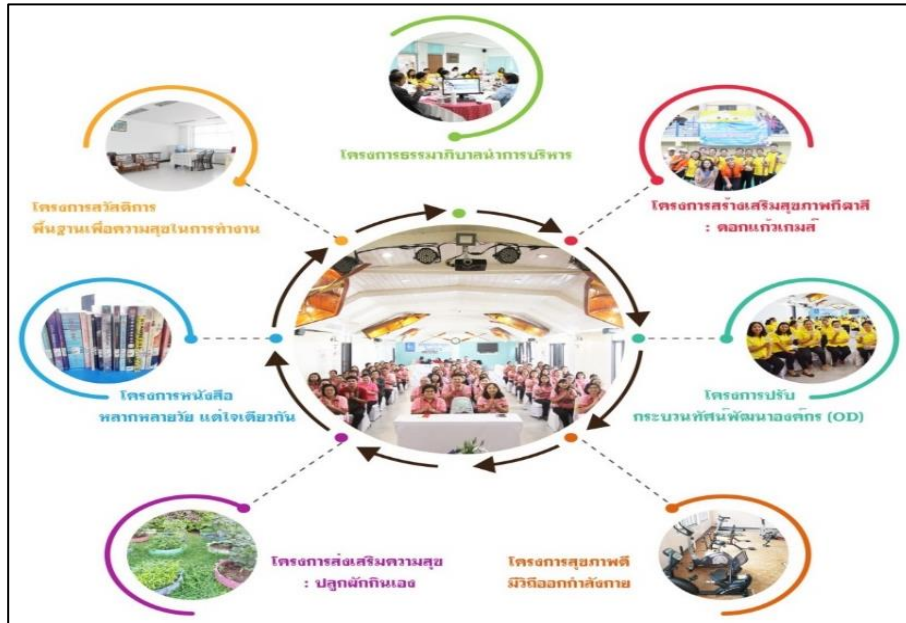 โครงการธรรมาภิบาลนำการบริหาร
โครงการสร้างเสริมสุขภาพกีฬาสี
: ดอกแก้วเกมส์
โครงการสวัสดิการ
พื้นฐานเพื่อความสุขในการทำงาน
โครงการปรับ
กระบวนทัศน์พัฒนาองค์กร (OD)
โครงการหนังสือ
หลากหลายวัย แต่ใจเดียวกัน
โครงการส่งเสริมความสุข
: ปลูกผักกินเอง
โครงการสุขภาพดี
มีวิถีออกกำลังกาย